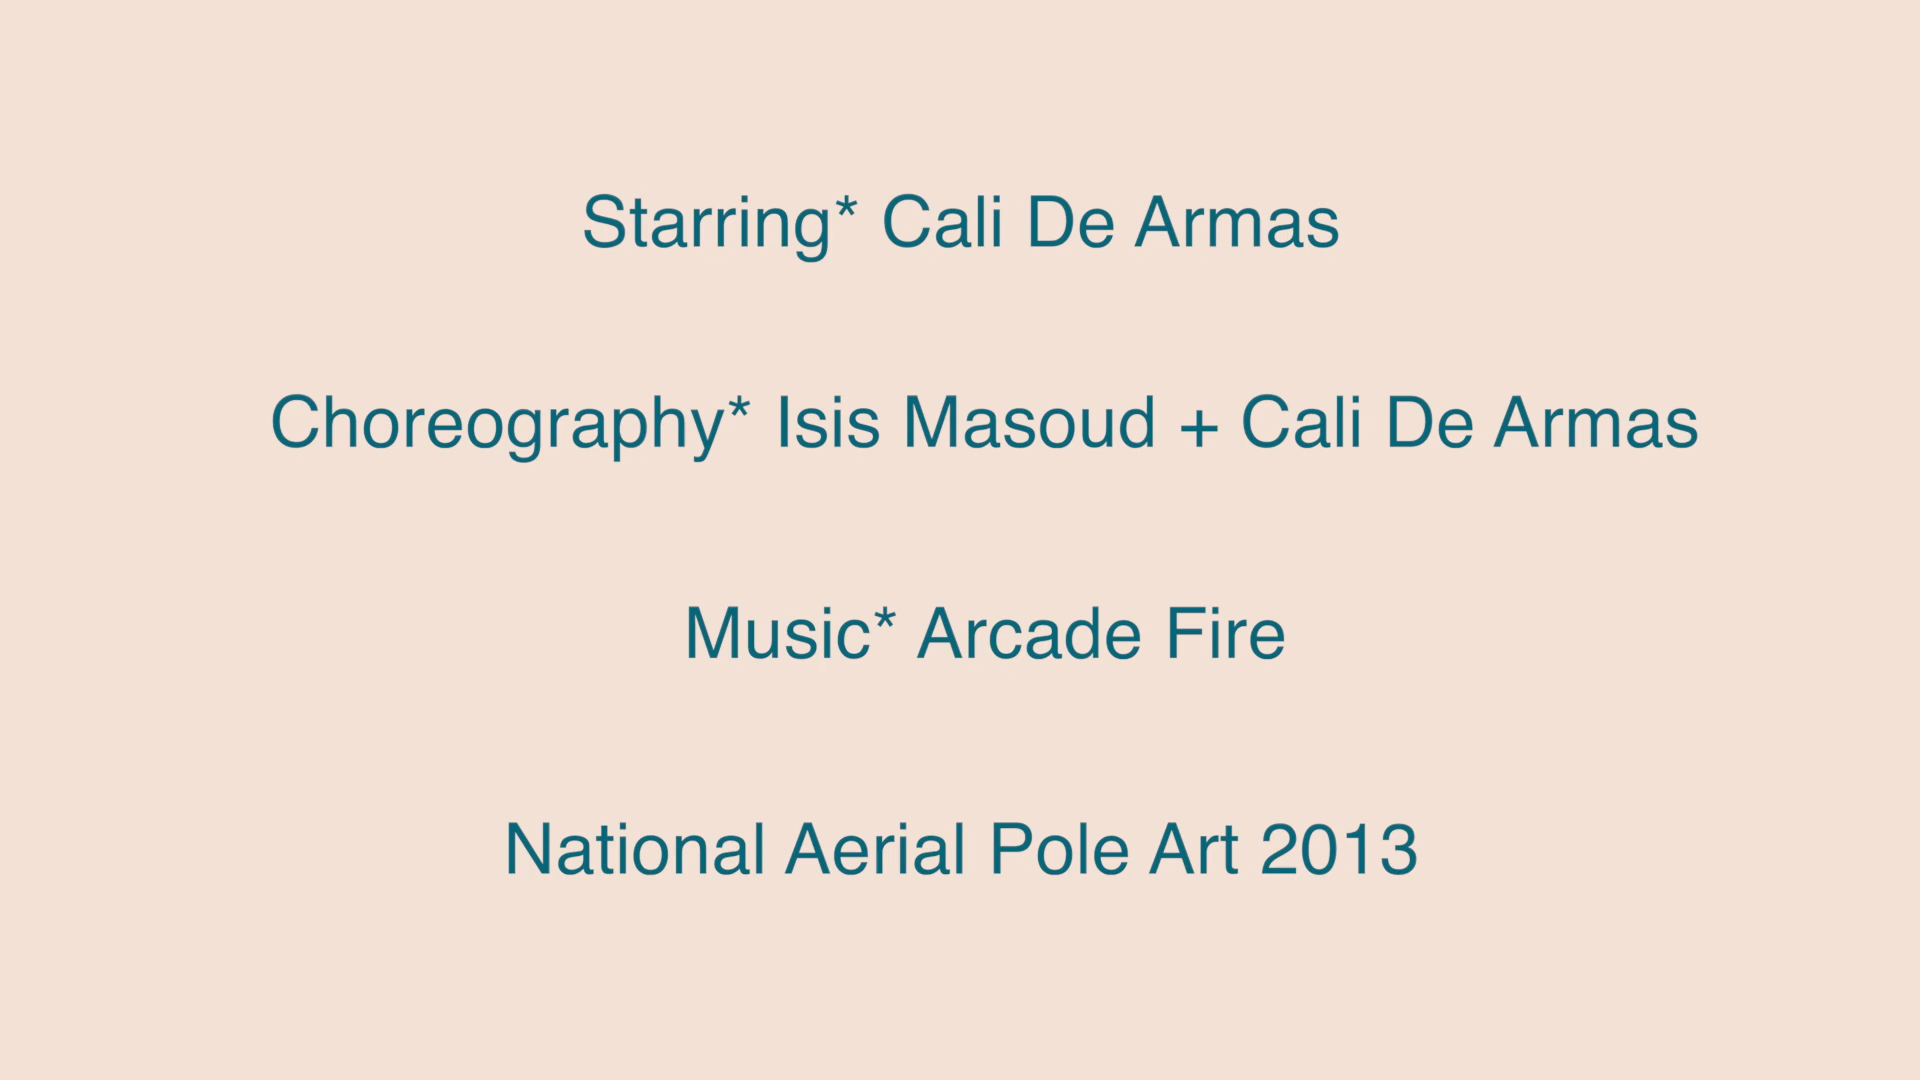 Starring* Cali De Armas
Choreography* Isis Masoud + Cali De Armas
Music* Arcade Fire
National Aerial Pole Art 2013